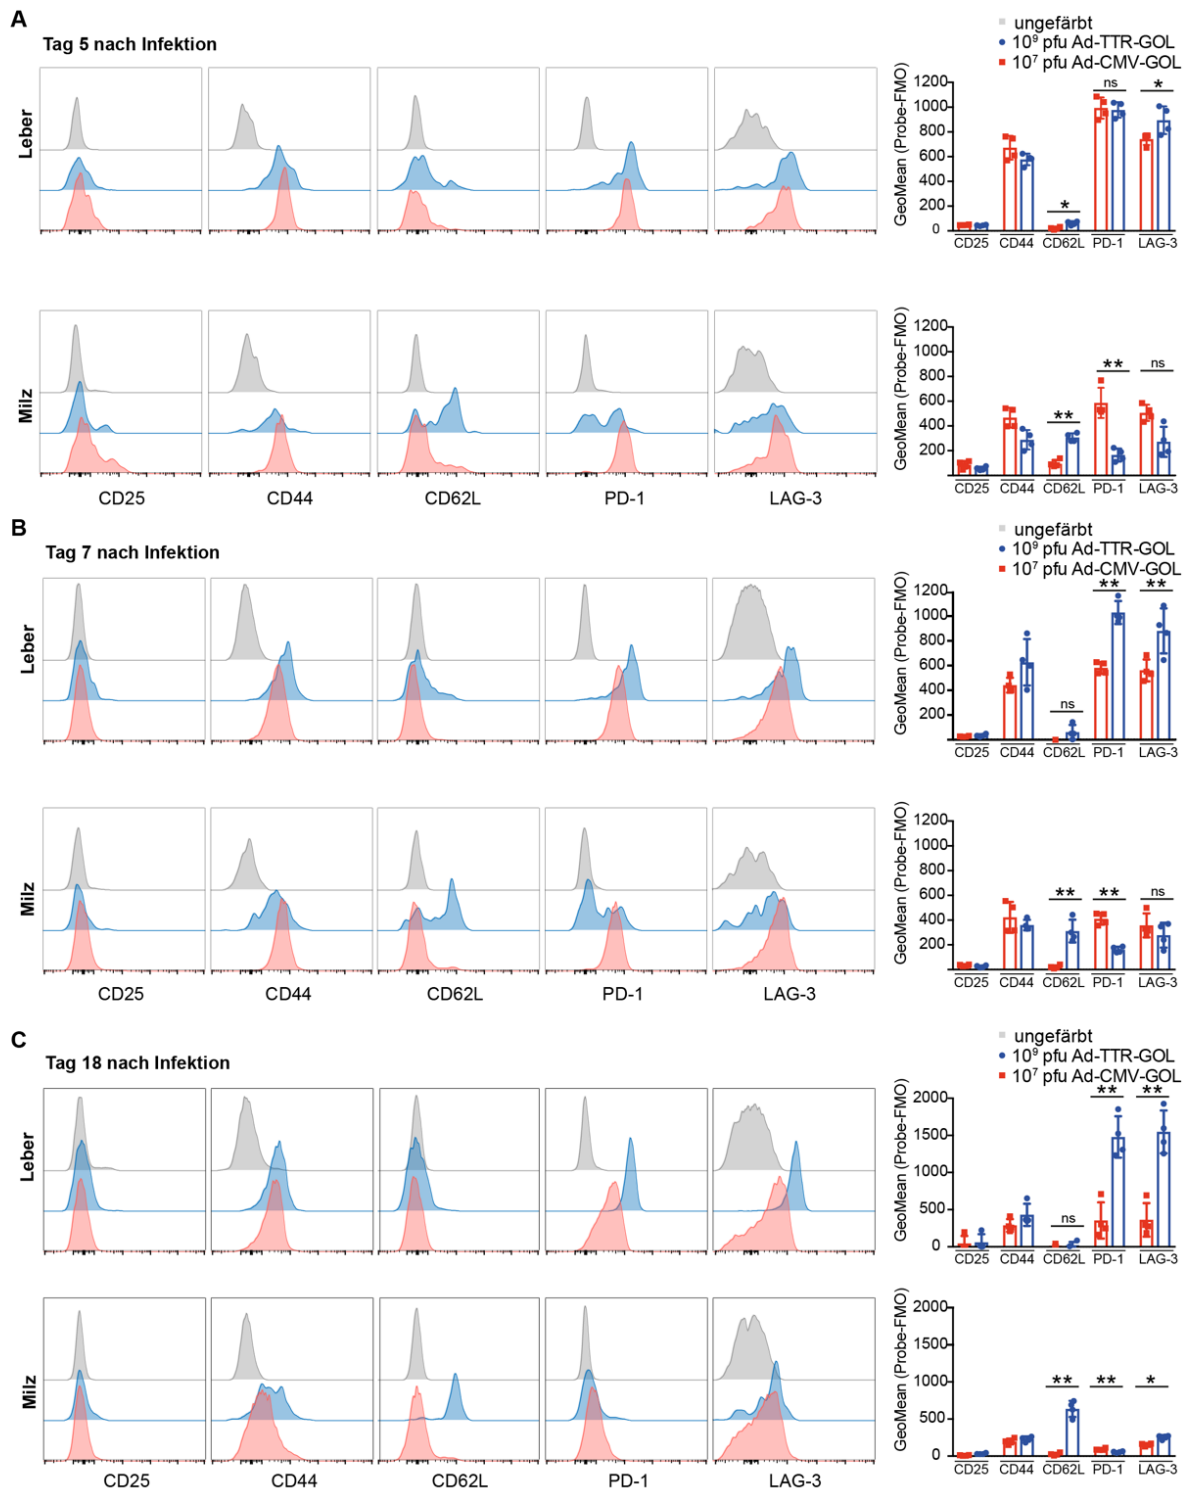 A
Tag 5 nach Infektion
ungefärbt
10⁹ pfu Ad-TTR-GOL
10⁷ pfu Ad-CMV-GOL
Leber
GeoMean (Probe-FMO)
1200
1000
800
600
400
200
0
ns
*
*
CD25 CD44 CD62L PD-1 LAG-3
Milz
CD25 CD44 CD62L PD-1 LAG-3
GeoMean (Probe-FMO)
1200
1000
800
600
400
200
**
**
ns
CD25 CD44 CD62L PD-1 LAG-3
B
Tag 7 nach Infektion
ungefärbt
10⁹ pfu Ad-TTR-GOL
10⁷ pfu Ad-CMV-GOL
Leber
GeoMean (Probe-FMO)
1200
1000
800
600
400
200
ns
**
**
CD25 CD44 CD62L PD-1 LAG-3
Milz
CD25 CD44 CD62L PD-1 LAG-3
GeoMean (Probe-FMO)
1200
1000
800
600
400
200
**
**
ns
CD25 CD44 CD62L PD-1 LAG-3
C
Tag 18 nach Infektion
ungefärbt
10⁹ pfu Ad-TTR-GOL
10⁷ pfu Ad-CMV-GOL
Leber
GeoMean (Probe-FMO)
2000
1500
1000
500
0
ns
**
**
CD25 CD44 CD62L PD-1 LAG-3
Milz
CD25 CD44 CD62L PD-1 LAG-3
GeoMean (Probe-FMO)
2000
1500
1000
500
0
**
**
*
CD25 CD44 CD62L PD-1 LAG-3